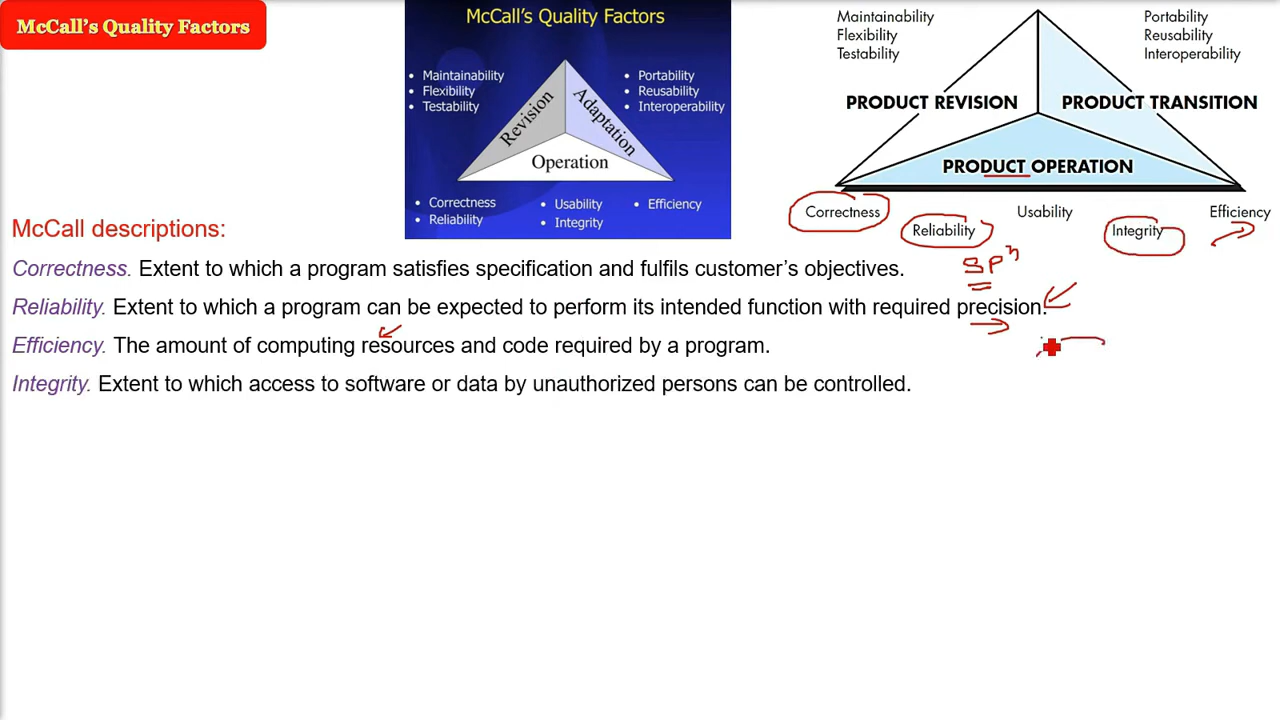 McCall's Quality Factors
McCall's Quality Factors
• Maintainability
• Flexibility
• Testability
• Portability
• Reusability
• Interoperability
Revision
Adaptation
Operation
• Correctness
• Reliability
• Usability
• Integrity
• Efficiency
Maintainability
Flexibility
Testability
Portability
Reusability
Interoperability
PRODUCT REVISION
PRODUCT TRANSITION
PRODUCT OPERATION
Correctness
Usability
Efficiency
Reliability
Integrity
McCall descriptions:
Correctness. Extent to which a program satisfies specification and fulfils customer's objectives.
Reliability. Extent to which a program can be expected to perform its intended function with required precision.
Efficiency. The amount of computing resources and code required by a program.
Integrity. Extent to which access to software or data by unauthorized persons can be controlled.